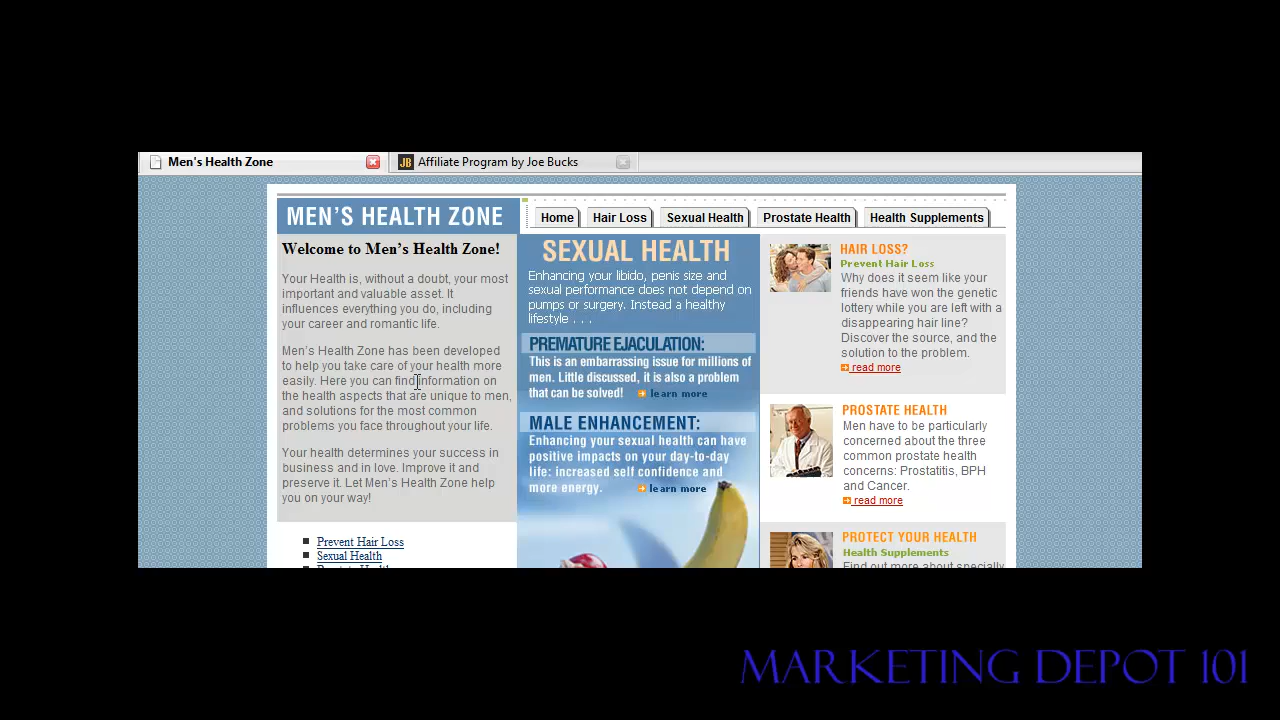 Men's Health Zone
JB Affiliate Program by Joe Bucks
MEN'S HEALTH ZONE
Home
Hair Loss
Sexual Health
Prostate Health
Health Supplements
Welcome to Men's Health Zone!
Your Health is, without a doubt, your most
important and valuable asset. It
influences everything you do, including
your career and romantic life.
Men's Health Zone has been developed
to help you take care of your health more
easily. Here you can find information on
the health aspects that are unique to men,
and solutions for the most common
problems you face throughout your life.
Your health determines your success in
business and in love. Improve it and
preserve it. Let Men's Health Zone help
you on your way!
Prevent Hair Loss
Sexual Health
Prostate Health
SEXUAL HEALTH
Enhancing your libido, penis size and
sexual performance does not depend on
pumps or surgery. Instead a healthy
lifestyle . . .
PREMATURE EJACULATION:
This is an embarrassing issue for millions of
men. Little discussed, it is also a problem
that can be solved! learn more
MALE ENHANCEMENT:
Enhancing your sexual health can have
positive impacts on your day-to-day
life: increased self confidence and
more energy. learn more
HAIR LOSS?
Prevent Hair Loss
Why does it seem like your
friends have won the genetic
lottery while you are left with a
disappearing hair line?
Discover the source, and the
solution to the problem.
read more
PROSTATE HEALTH
Men have to be particularly
concerned about the three
common prostate health
concerns: Prostatitis, BPH
and Cancer.
read more
PROTECT YOUR HEALTH
Health Supplements
Find out more about specially
MARKETING DEPOT 101